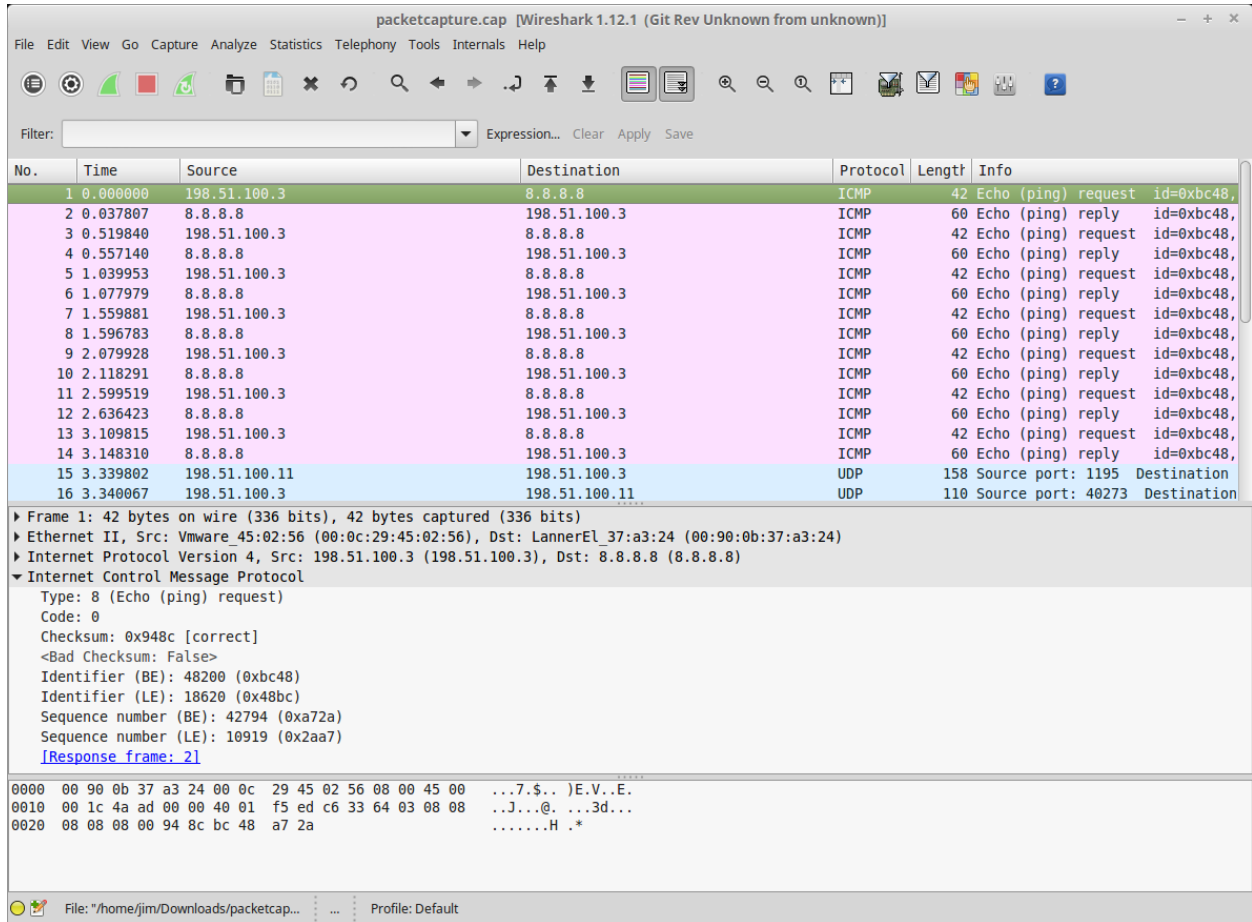 packetcapture.cap [Wireshark 1.12.1 (Git Rev Unknown from unknown)]
File Edit View Go Capture Analyze Statistics Telephony Tools Internals Help
Filter: Expression... Clear Apply Save
No. Time Source Destination Protocol Length Info
1 0.000000 198.51.100.3 8.8.8.8 ICMP 42 Echo (ping) request id=0xbc48,
2 0.037807 8.8.8.8 198.51.100.3 ICMP 60 Echo (ping) reply id=0xbc48,
3 0.519840 198.51.100.3 8.8.8.8 ICMP 42 Echo (ping) request id=0xbc48,
4 0.557140 8.8.8.8 198.51.100.3 ICMP 60 Echo (ping) reply id=0xbc48,
5 1.039953 198.51.100.3 8.8.8.8 ICMP 42 Echo (ping) request id=0xbc48,
6 1.077979 8.8.8.8 198.51.100.3 ICMP 60 Echo (ping) reply id=0xbc48,
7 1.559881 198.51.100.3 8.8.8.8 ICMP 42 Echo (ping) request id=0xbc48,
8 1.596783 8.8.8.8 198.51.100.3 ICMP 60 Echo (ping) reply id=0xbc48,
9 2.079928 198.51.100.3 8.8.8.8 ICMP 42 Echo (ping) request id=0xbc48,
10 2.118291 8.8.8.8 198.51.100.3 ICMP 60 Echo (ping) reply id=0xbc48,
11 2.599519 198.51.100.3 8.8.8.8 ICMP 42 Echo (ping) request id=0xbc48,
12 2.636423 8.8.8.8 198.51.100.3 ICMP 60 Echo (ping) reply id=0xbc48,
13 3.109815 198.51.100.3 8.8.8.8 ICMP 42 Echo (ping) request id=0xbc48,
14 3.148310 8.8.8.8 198.51.100.3 ICMP 60 Echo (ping) reply id=0xbc48,
15 3.339802 198.51.100.11 198.51.100.3 UDP 158 Source port: 1195 Destination
16 3.340067 198.51.100.3 198.51.100.11 UDP 110 Source port: 40273 Destination
Frame 1: 42 bytes on wire (336 bits), 42 bytes captured (336 bits)
Ethernet II, Src: Vmware_45:02:56 (00:0c:29:45:02:56), Dst: LannerEl_37:a3:24 (00:90:0b:37:a3:24)
Internet Protocol Version 4, Src: 198.51.100.3 (198.51.100.3), Dst: 8.8.8.8 (8.8.8.8)
Internet Control Message Protocol
Type: 8 (Echo (ping) request)
Code: 0
Checksum: 0x948c [correct]
<Bad Checksum: False>
Identifier (BE): 48200 (0xbc48)
Identifier (LE): 18620 (0x48bc)
Sequence number (BE): 42794 (0xa72a)
Sequence number (LE): 10919 (0x2aa7)
[Response frame: 2]
0000 00 90 0b 37 a3 24 00 0c 29 45 02 56 08 00 45 00 ...7.$.. )E.V..E.
0010 00 1c 4a ad 00 00 40 01 f5 ed c6 33 64 03 08 08 ..J...@. ...3d...
0020 08 08 08 00 94 8c bc 48 a7 2a .......H .*
File: "/home/jim/Downloads/packetcap... ... Profile: Default